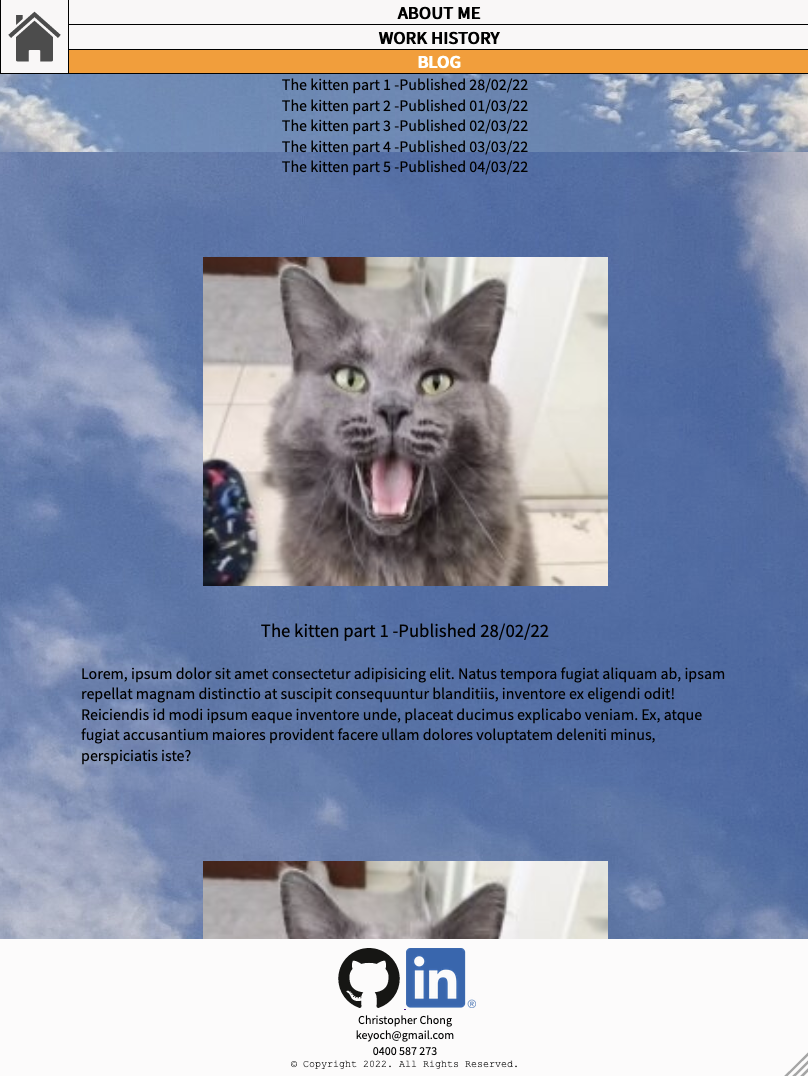 ABOUT ME
WORK HISTORY
BLOG
The kitten part 1 -Published 28/02/22
The kitten part 2 -Published 01/03/22
The kitten part 3 -Published 02/03/22
The kitten part 4 -Published 03/03/22
The kitten part 5 -Published 04/03/22
The kitten part 1 -Published 28/02/22
Lorem, ipsum dolor sit amet consectetur adipisicing elit. Natus tempora fugiat aliquam ab, ipsam
repellat magnam distinctio at suscipit consequuntur blanditiis, inventore ex eligendi odit!
Reiciendis id modi ipsum eaque inventore unde, placeat ducimus explicabo veniam. Ex, atque
fugiat accusantium maiores provident facere ullam dolores voluptatem deleniti minus,
perspiciatis iste?
in®
Christopher Chong
keyoch@gmail.com
0400 587 273
© Copyright 2022. All Rights Reserved.